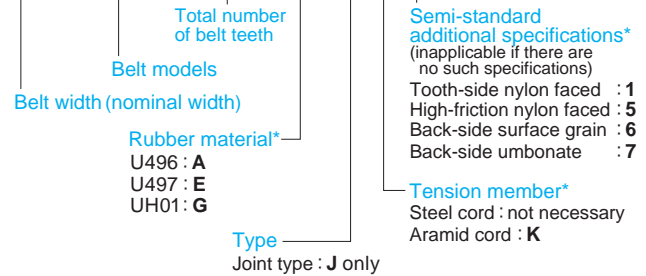 Total number
of belt teeth
Belt models
Belt width (nominal width)
Rubber material*
U496 : A
U497 : E
UH01 : G
Type
Joint type : J only
Semi-standard
additional specifications*
(inapplicable if there are
no such specifications)
Tooth-side nylon faced : 1
High-friction nylon faced : 5
Back-side surface grain : 6
Back-side umbonate : 7
Tension member*
Steel cord : not necessary
Aramid cord : K